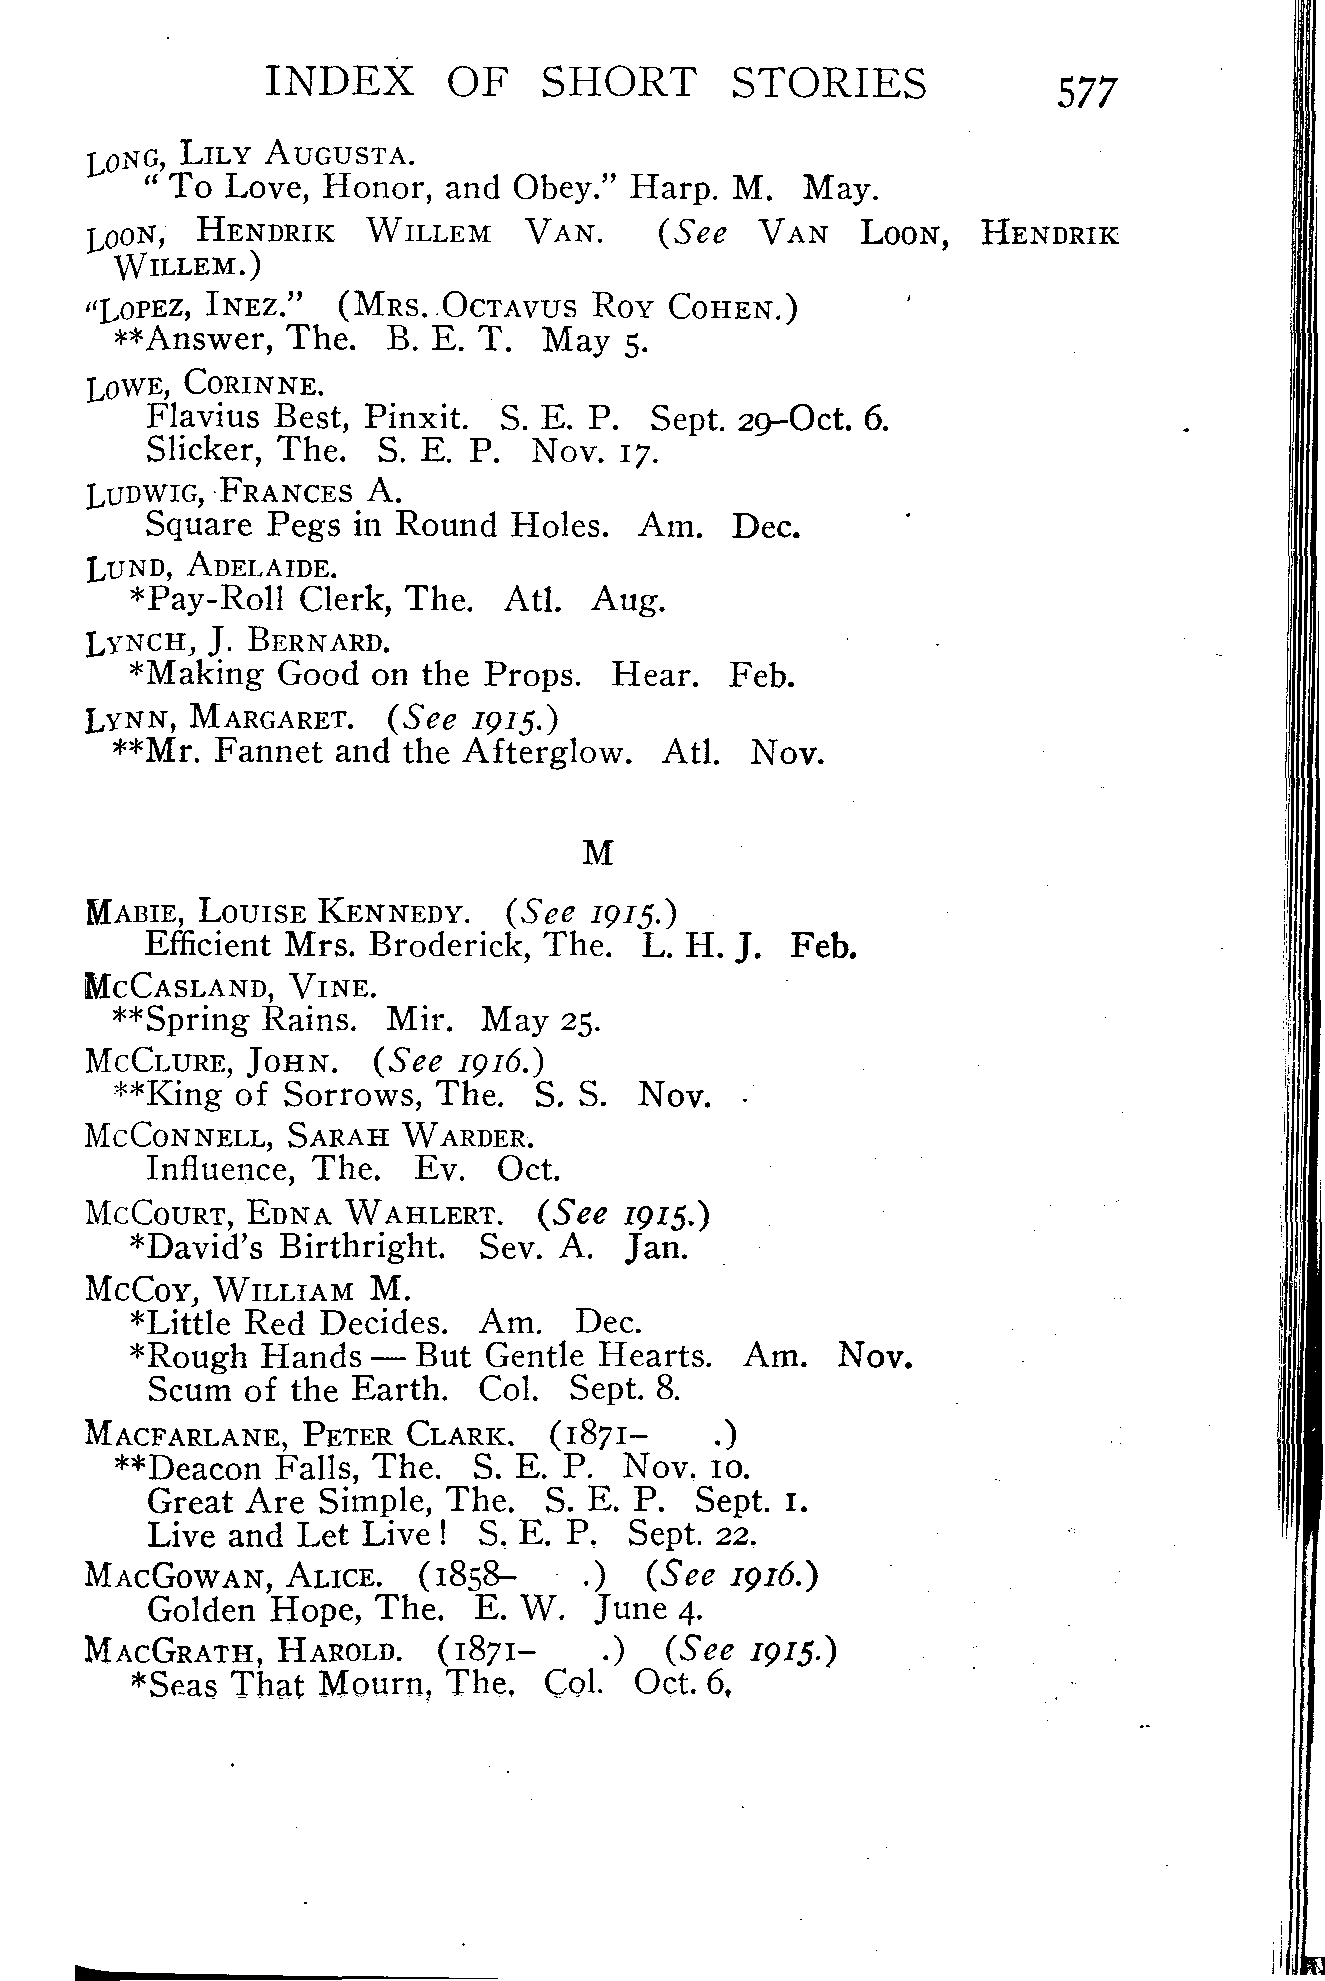 INDEX OF SHORT STORIES 577
LONG, LILY AUGUSTA.
"To Love, Honor, and Obey." Harp. M. May.
LOON, HENDRIK WILLEM VAN. (See VAN LOON, HENDRIK
WILLEM.)
"LOPEZ, INEZ." (MRS. OCTAVUS ROY COHEN.)
**Answer, The. B. E. T. May 5.
LOWE, CORINNE.
Flavius Best, Pinxit. S. E. P. Sept. 29-Oct. 6.
Slicker, The. S. E. P. Nov. 17.
LUDWIG, FRANCES A.
Square Pegs in Round Holes. Am. Dec.
LUND, ADELAIDE.
*Pay-Roll Clerk, The. Atl. Aug.
LYNCH, J. BERNARD.
*Making Good on the Props. Hear. Feb.
LYNN, MARGARET. (See 1915.)
**Mr. Fannet and the Afterglow. Atl. Nov.
M
MABIE, LOUISE KENNEDY. (See 1915.)
Efficient Mrs. Broderick, The. L. H. J. Feb.
MCCASLAND, VINE.
**Spring Rains. Mir. May 25.
MCCLURE, JOHN. (See 1916.)
**King of Sorrows, The. S. S. Nov.
MCCONNELL, SARAH WARDER.
Influence, The. Ev. Oct.
MCCOURT, EDNA WAHLERT. (See 1915.)
*David's Birthright. Sev. A. Jan.
MCCOY, WILLIAM M.
*Little Red Decides. Am. Dec.
*Rough Hands — But Gentle Hearts. Am. Nov.
Scum of the Earth. Col. Sept. 8.
MACFARLANE, PETER CLARK. (1871– .)
**Deacon Falls, The. S. E. P. Nov. 10.
Great Are Simple, The. S. E. P. Sept. 1.
Live and Let Live! S. E. P. Sept. 22.
MACGOWAN, ALICE. (1858– .) (See 1916.)
Golden Hope, The. E. W. June 4.
MACGRATH, HAROLD. (1871– .) (See 1915.)
*Seas That Mourn, The. Col. Oct. 6.